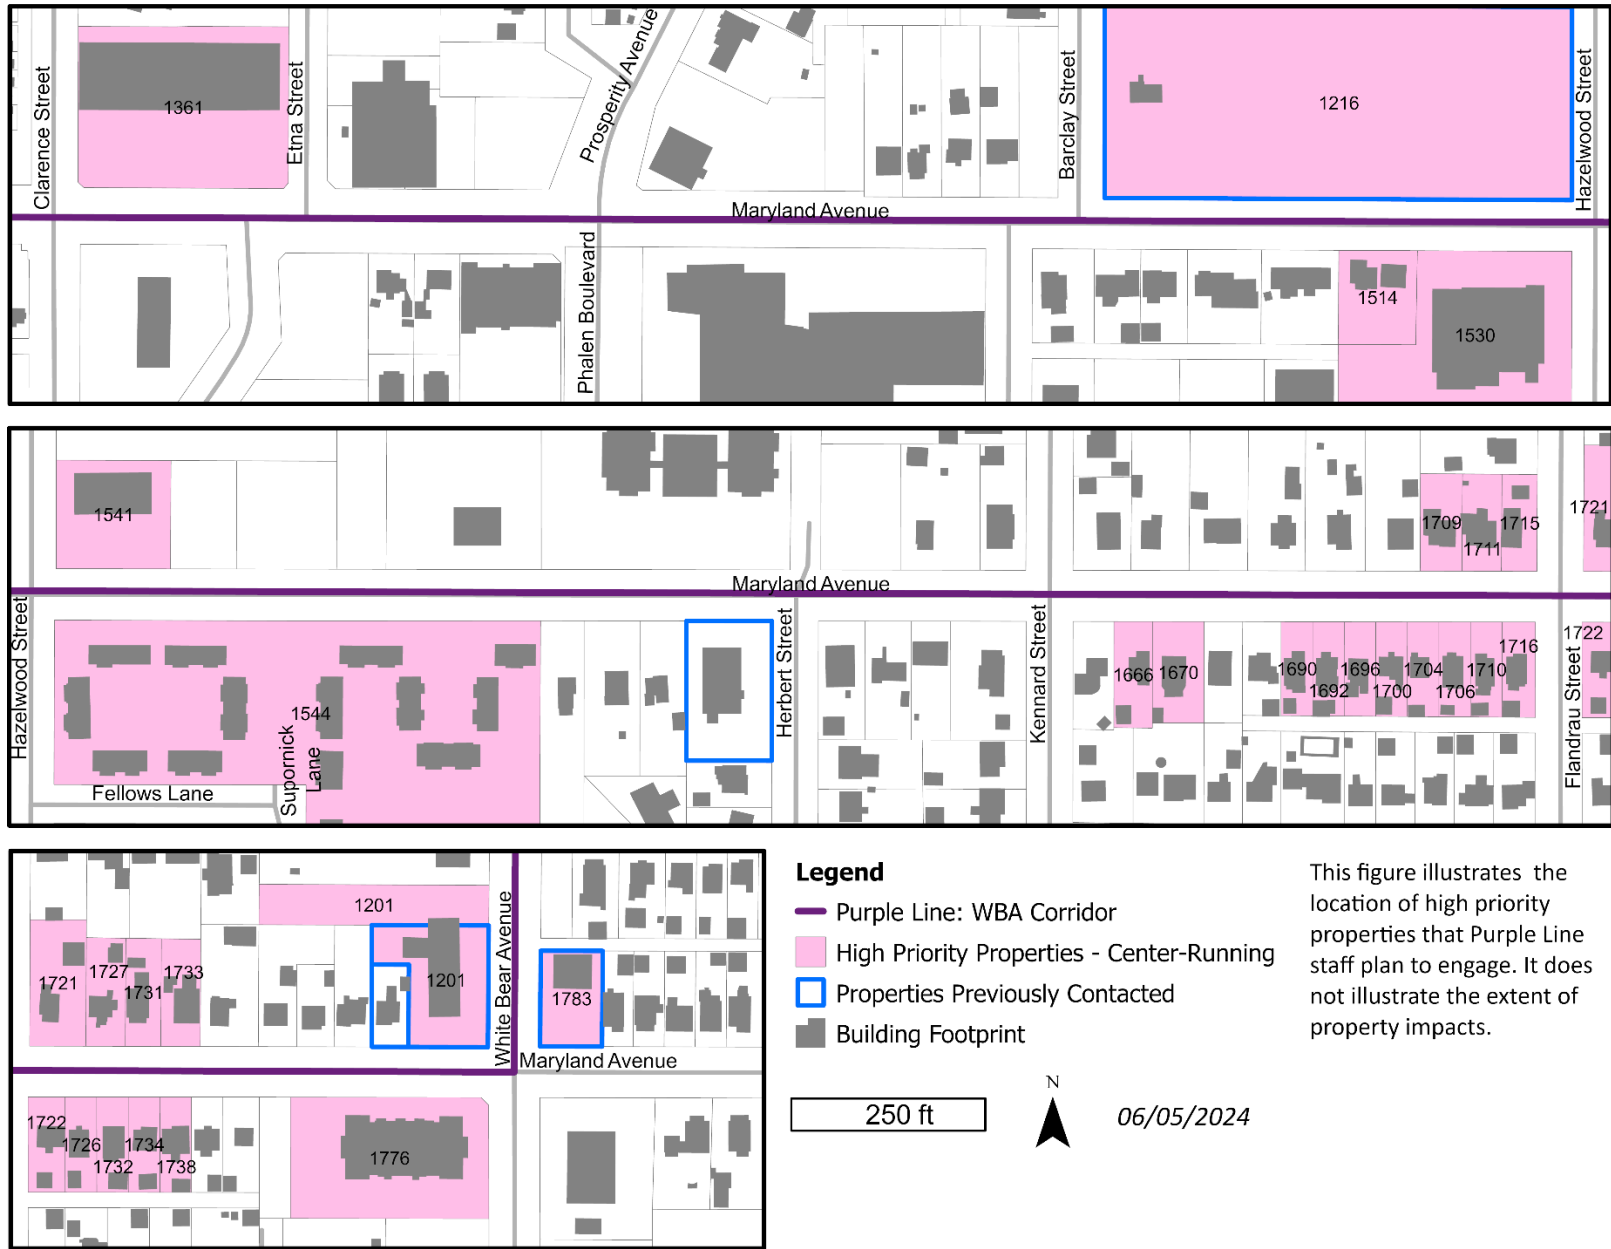 Clarence Street
1361
Etna Street
Prosperity Avenue
Barclay Street
1216
Hazelwood Street
Maryland Avenue
Phalen Boulevard
1514
1530
1541
1709
1711
1715
1721
Maryland Avenue
Hazelwood Street
1544
Supornick
Lane
Fellows Lane
Herbert Street
Kennard Street
1666
1670
1690
1692
1696
1700
1704
1706
1710
1716
Flandrau Street
1722
1201
1721
1727
1731
1733
1201
White Bear Avenue
1783
Maryland Avenue
1722
1726
1732
1734
1738
1776
Legend
Purple Line: WBA Corridor
High Priority Properties - Center-Running
Properties Previously Contacted
Building Footprint
250 ft
N
06/05/2024
This figure illustrates the
location of high priority
properties that Purple Line
staff plan to engage. It does
not illustrate the extent of
property impacts.